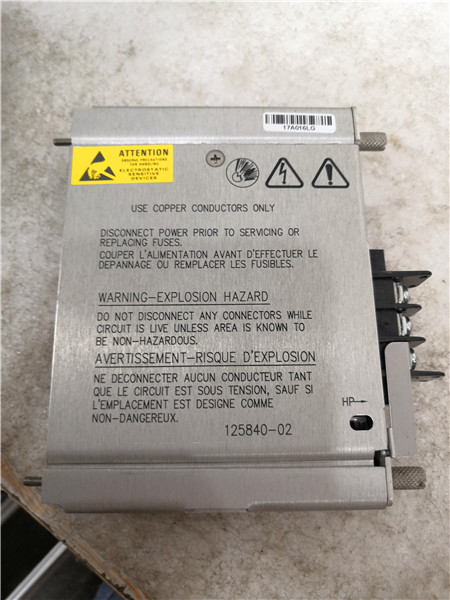 17A016LG
ATTENTION
OBSERVE PRECAUTIONS
FOR HANDLING
ELECTROSTATIC
SENSITIVE
DEVICES
USE COPPER CONDUCTORS ONLY
DISCONNECT POWER PRIOR TO SERVICING OR
REPLACING FUSES.
COUPER L'ALIMENTATION AVANT D'EFFECTUER LE
DEPANNAGE OU REMPLACER LES FUSIBLES.
WARNING–EXPLOSION HAZARD
DO NOT DISCONNECT ANY CONNECTORS WHILE
CIRCUIT IS LIVE UNLESS AREA IS KNOWN TO
BE NON-HAZARDOUS.
AVERTISSEMENT–RISQUE D'EXPLOSION
NE DECONNECTER AUCUN CONDUCTEUR TANT
QUE LE CIRCUIT EST SOUS TENSION, SAUF SI
L'EMPLACEMENT EST DESIGNE COMME
NON-DANGEREUX.
HP→
125840-02